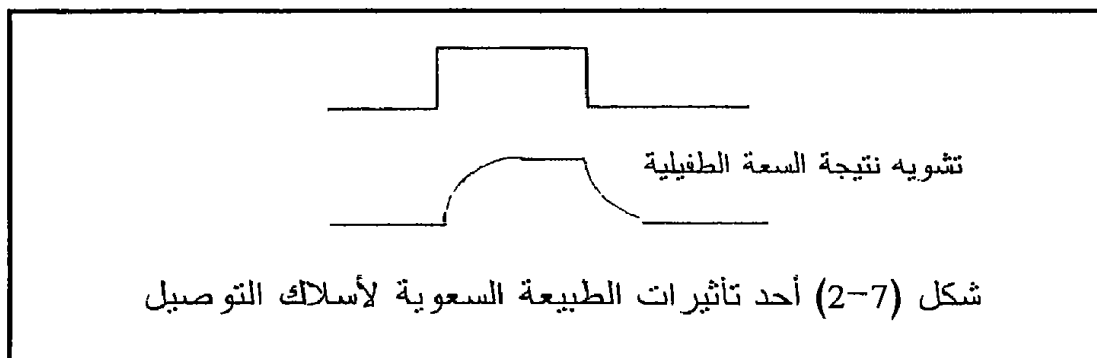 تشويه نتيجة السعة الطفيلية
شكل (7-2) أحد تأثيرات الطبيعة السعوية لأسلاك التوصيل